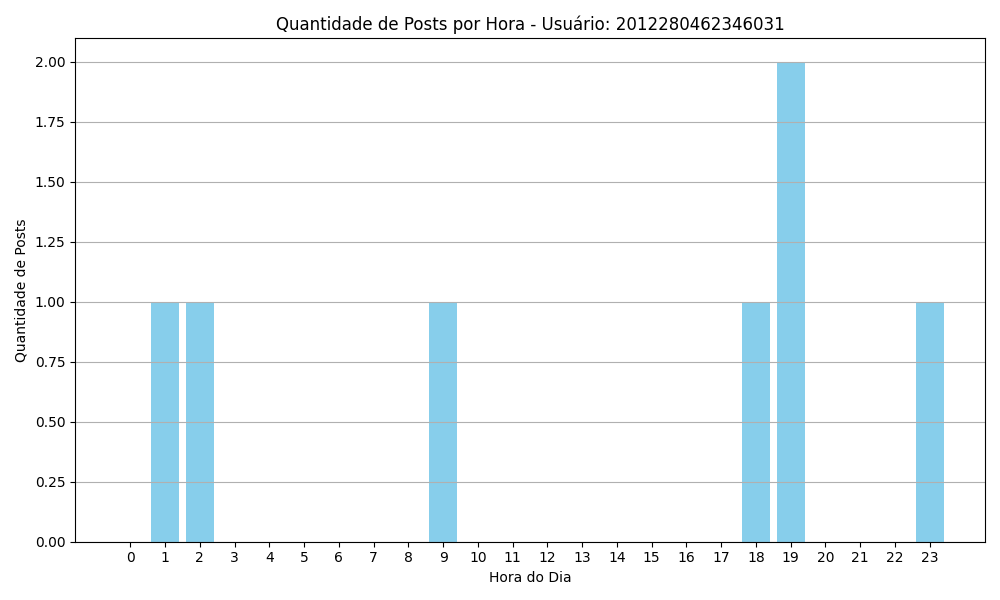 Quantidade de Posts por Hora - Usuário: 2012280462346031
Quantidade de Posts
2.00
1.75
1.50
1.25
1.00
0.75
0.50
0.25
0.00
0 1 2 3 4 5 6 7 8 9 10 11 12 13 14 15 16 17 18 19 20 21 22 23
Hora do Dia